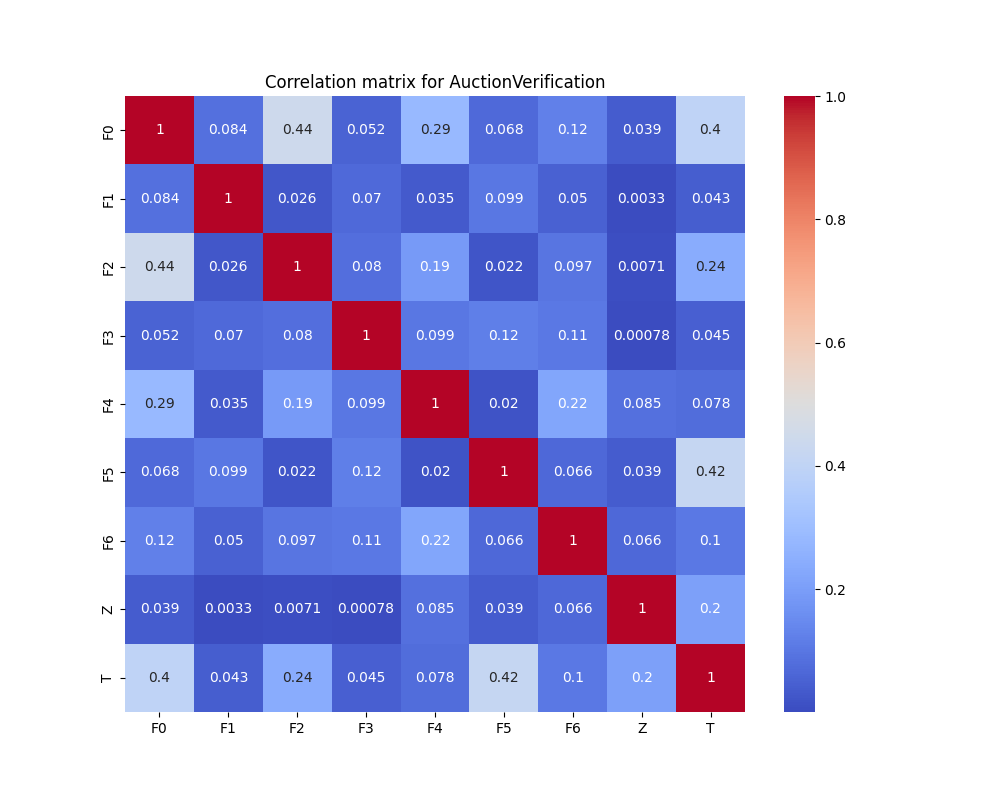 Correlation matrix for AuctionVerification
F0 1 0.084 0.44 0.052 0.29 0.068 0.12 0.039 0.4
F1 0.084 1 0.026 0.07 0.035 0.099 0.05 0.0033 0.043
F2 0.44 0.026 1 0.08 0.19 0.022 0.097 0.0071 0.24
F3 0.052 0.07 0.08 1 0.099 0.12 0.11 0.00078 0.045
F4 0.29 0.035 0.19 0.099 1 0.02 0.22 0.085 0.078
F5 0.068 0.099 0.022 0.12 0.02 1 0.066 0.039 0.42
F6 0.12 0.05 0.097 0.11 0.22 0.066 1 0.066 0.1
Z 0.039 0.0033 0.0071 0.00078 0.085 0.039 0.066 1 0.2
T 0.4 0.043 0.24 0.045 0.078 0.42 0.1 0.2 1
F0 F1 F2 F3 F4 F5 F6 Z T
1.0
0.8
0.6
0.4
0.2